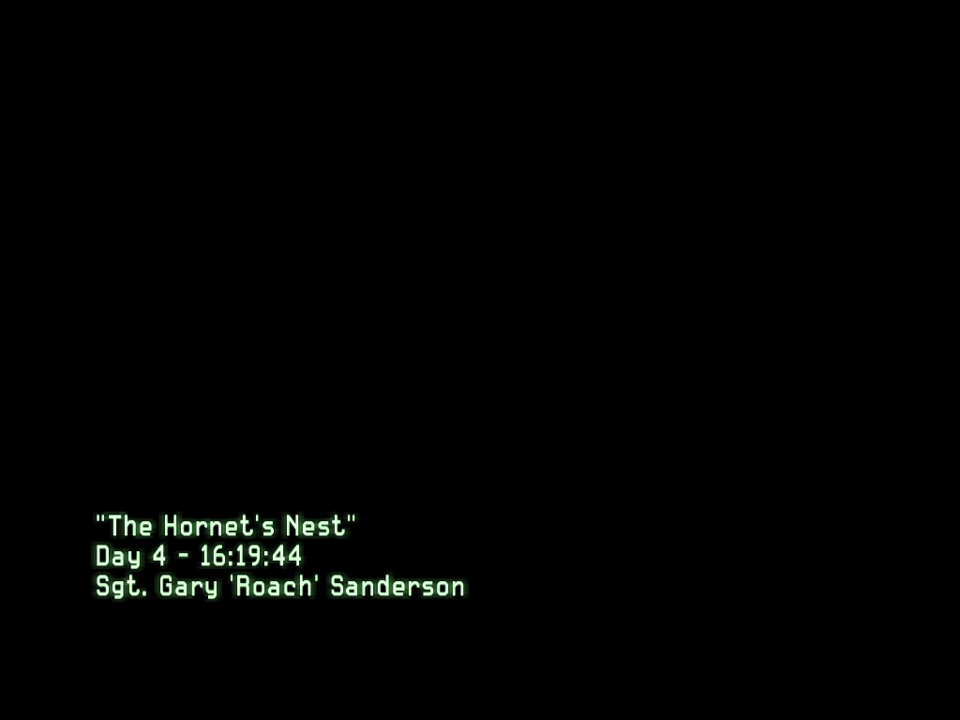 "The Hornet's Nest"
Day 4 - 16:19:44
Sgt. Gary 'Roach' Sanderson